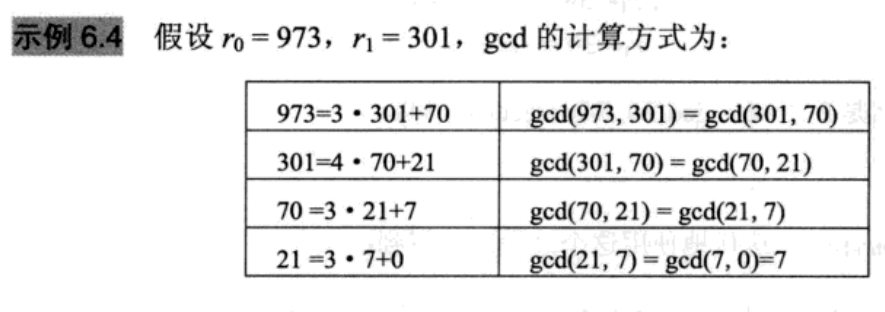 示例 6.4 假设 r₀ = 973，r₁ = 301，gcd 的计算方式为：
973=3・301+70 gcd(973, 301) = gcd(301, 70)
301=4・70+21 gcd(301, 70) = gcd(70, 21)
70 =3・21+7 gcd(70, 21) = gcd(21, 7)
21 =3・7+0 gcd(21, 7) = gcd(7, 0)=7